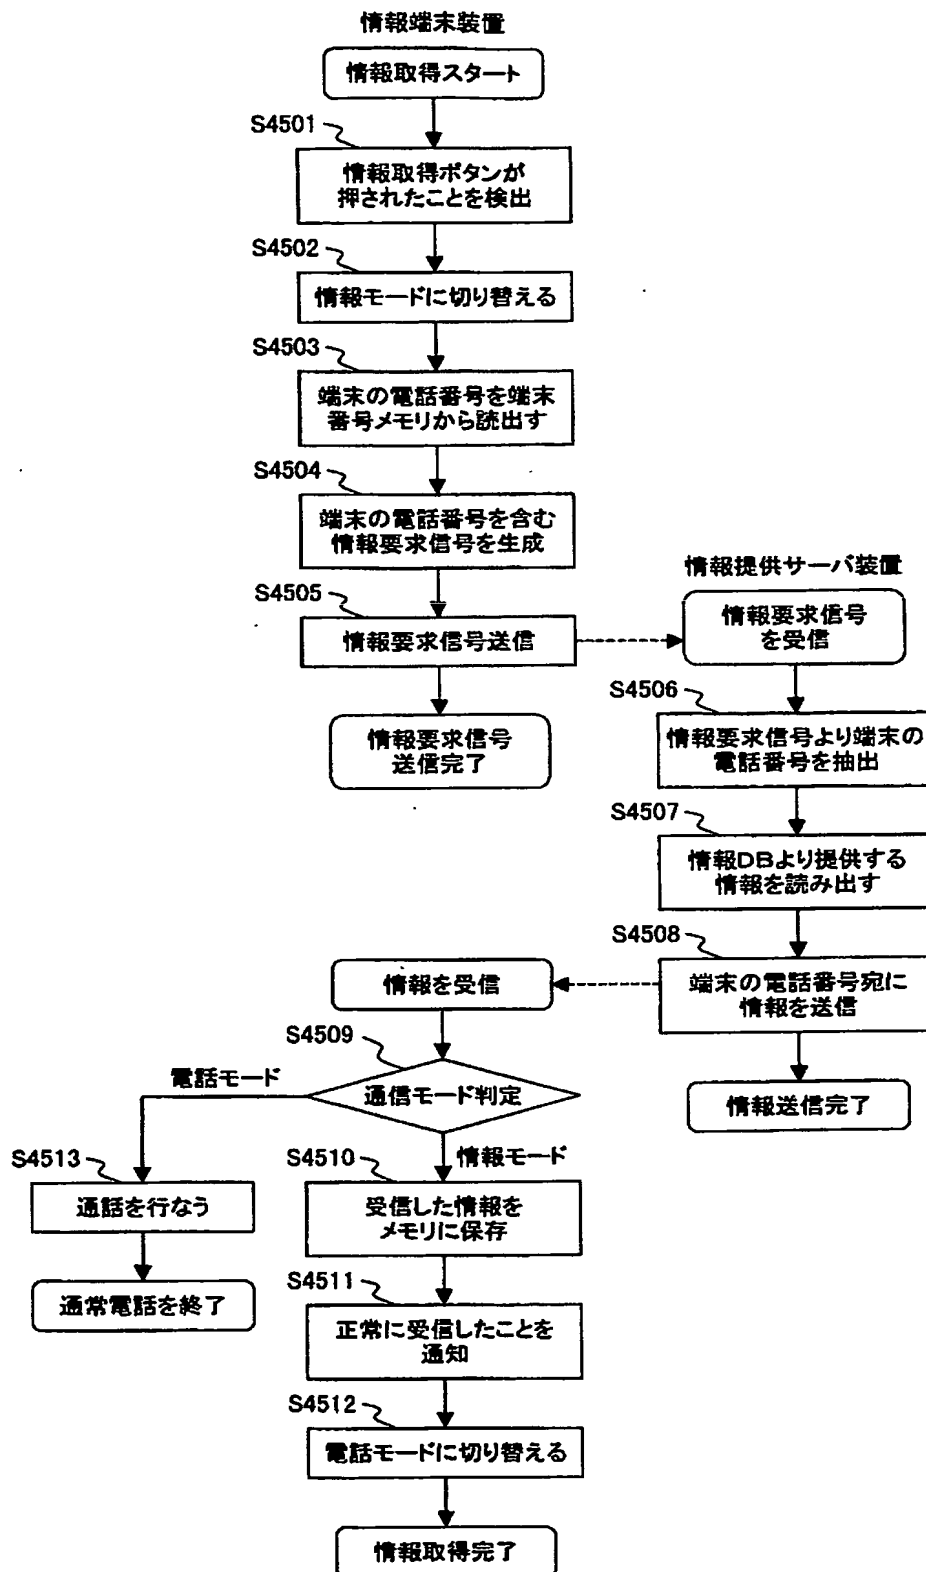 情報端末装置
情報取得スタート
S4501
情報取得ボタンが
押されたことを検出
S4502
情報モードに切り替える
S4503
端末の電話番号を端末
番号メモリから読出す
S4504
端末の電話番号を含む
情報要求信号を生成
S4505
情報要求信号送信
情報要求信号
送信完了
情報提供サーバ装置
情報要求信号
を受信
S4506
情報要求信号より端末の
電話番号を抽出
S4507
情報DBより提供する
情報を読み出す
S4508
端末の電話番号宛に
情報を送信
情報送信完了
情報を受信
S4509
通信モード判定
電話モード
情報モード
S4513
通話を行なう
通常電話を終了
S4510
受信した情報を
メモリに保存
S4511
正常に受信したことを
通知
S4512
電話モードに切り替える
情報取得完了